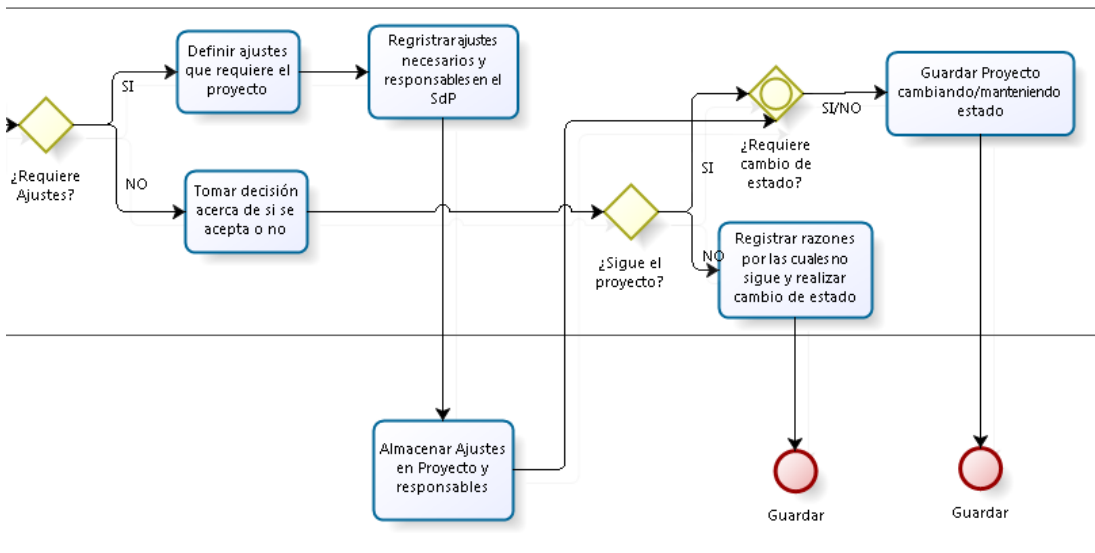 Definir ajustes
que requiere el
proyecto
Regristrar ajustes
necesarios y
responsables en el
SdP
Guardar Proyecto
cambiando/manteniendo
estado
SI
SI/NO
¿Requiere
Ajustes?
¿Requiere
cambio de
estado?
NO
SI
Tomar decisión
acerca de si se
acepta o no
¿Sigue el
proyecto?
NO
Registrar razones
por las cuales no
sigue y realizar
cambio de estado
Almacenar Ajustes
en Proyecto y
responsables
Guardar
Guardar